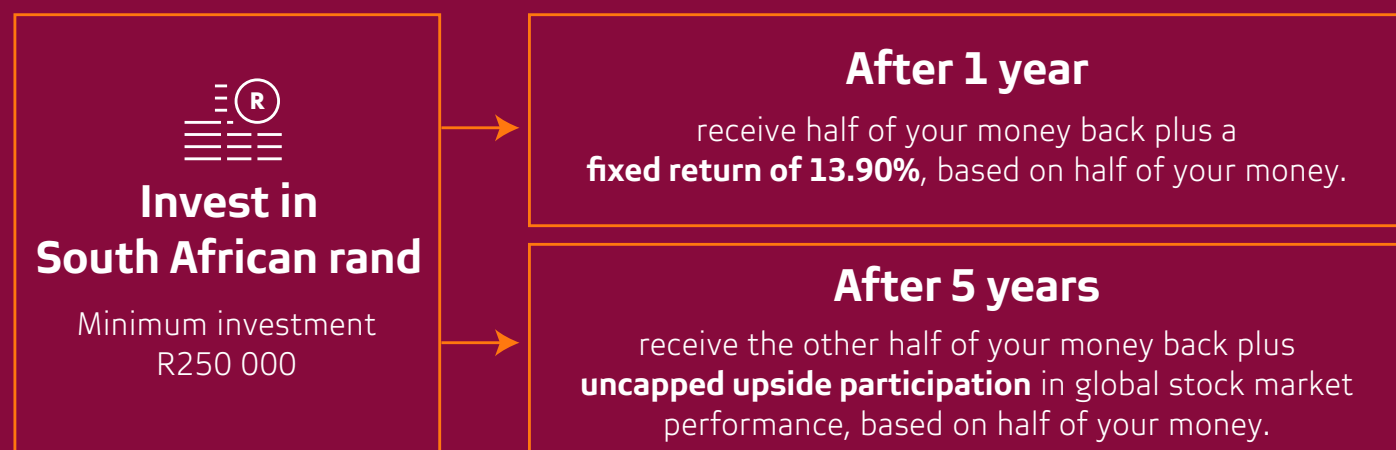 R
Invest in
South African rand
Minimum investment
R250 000
After 1 year
receive half of your money back plus a
fixed return of 13.90%, based on half of your money.
After 5 years
receive the other half of your money back plus
uncapped upside participation in global stock market
performance, based on half of your money.